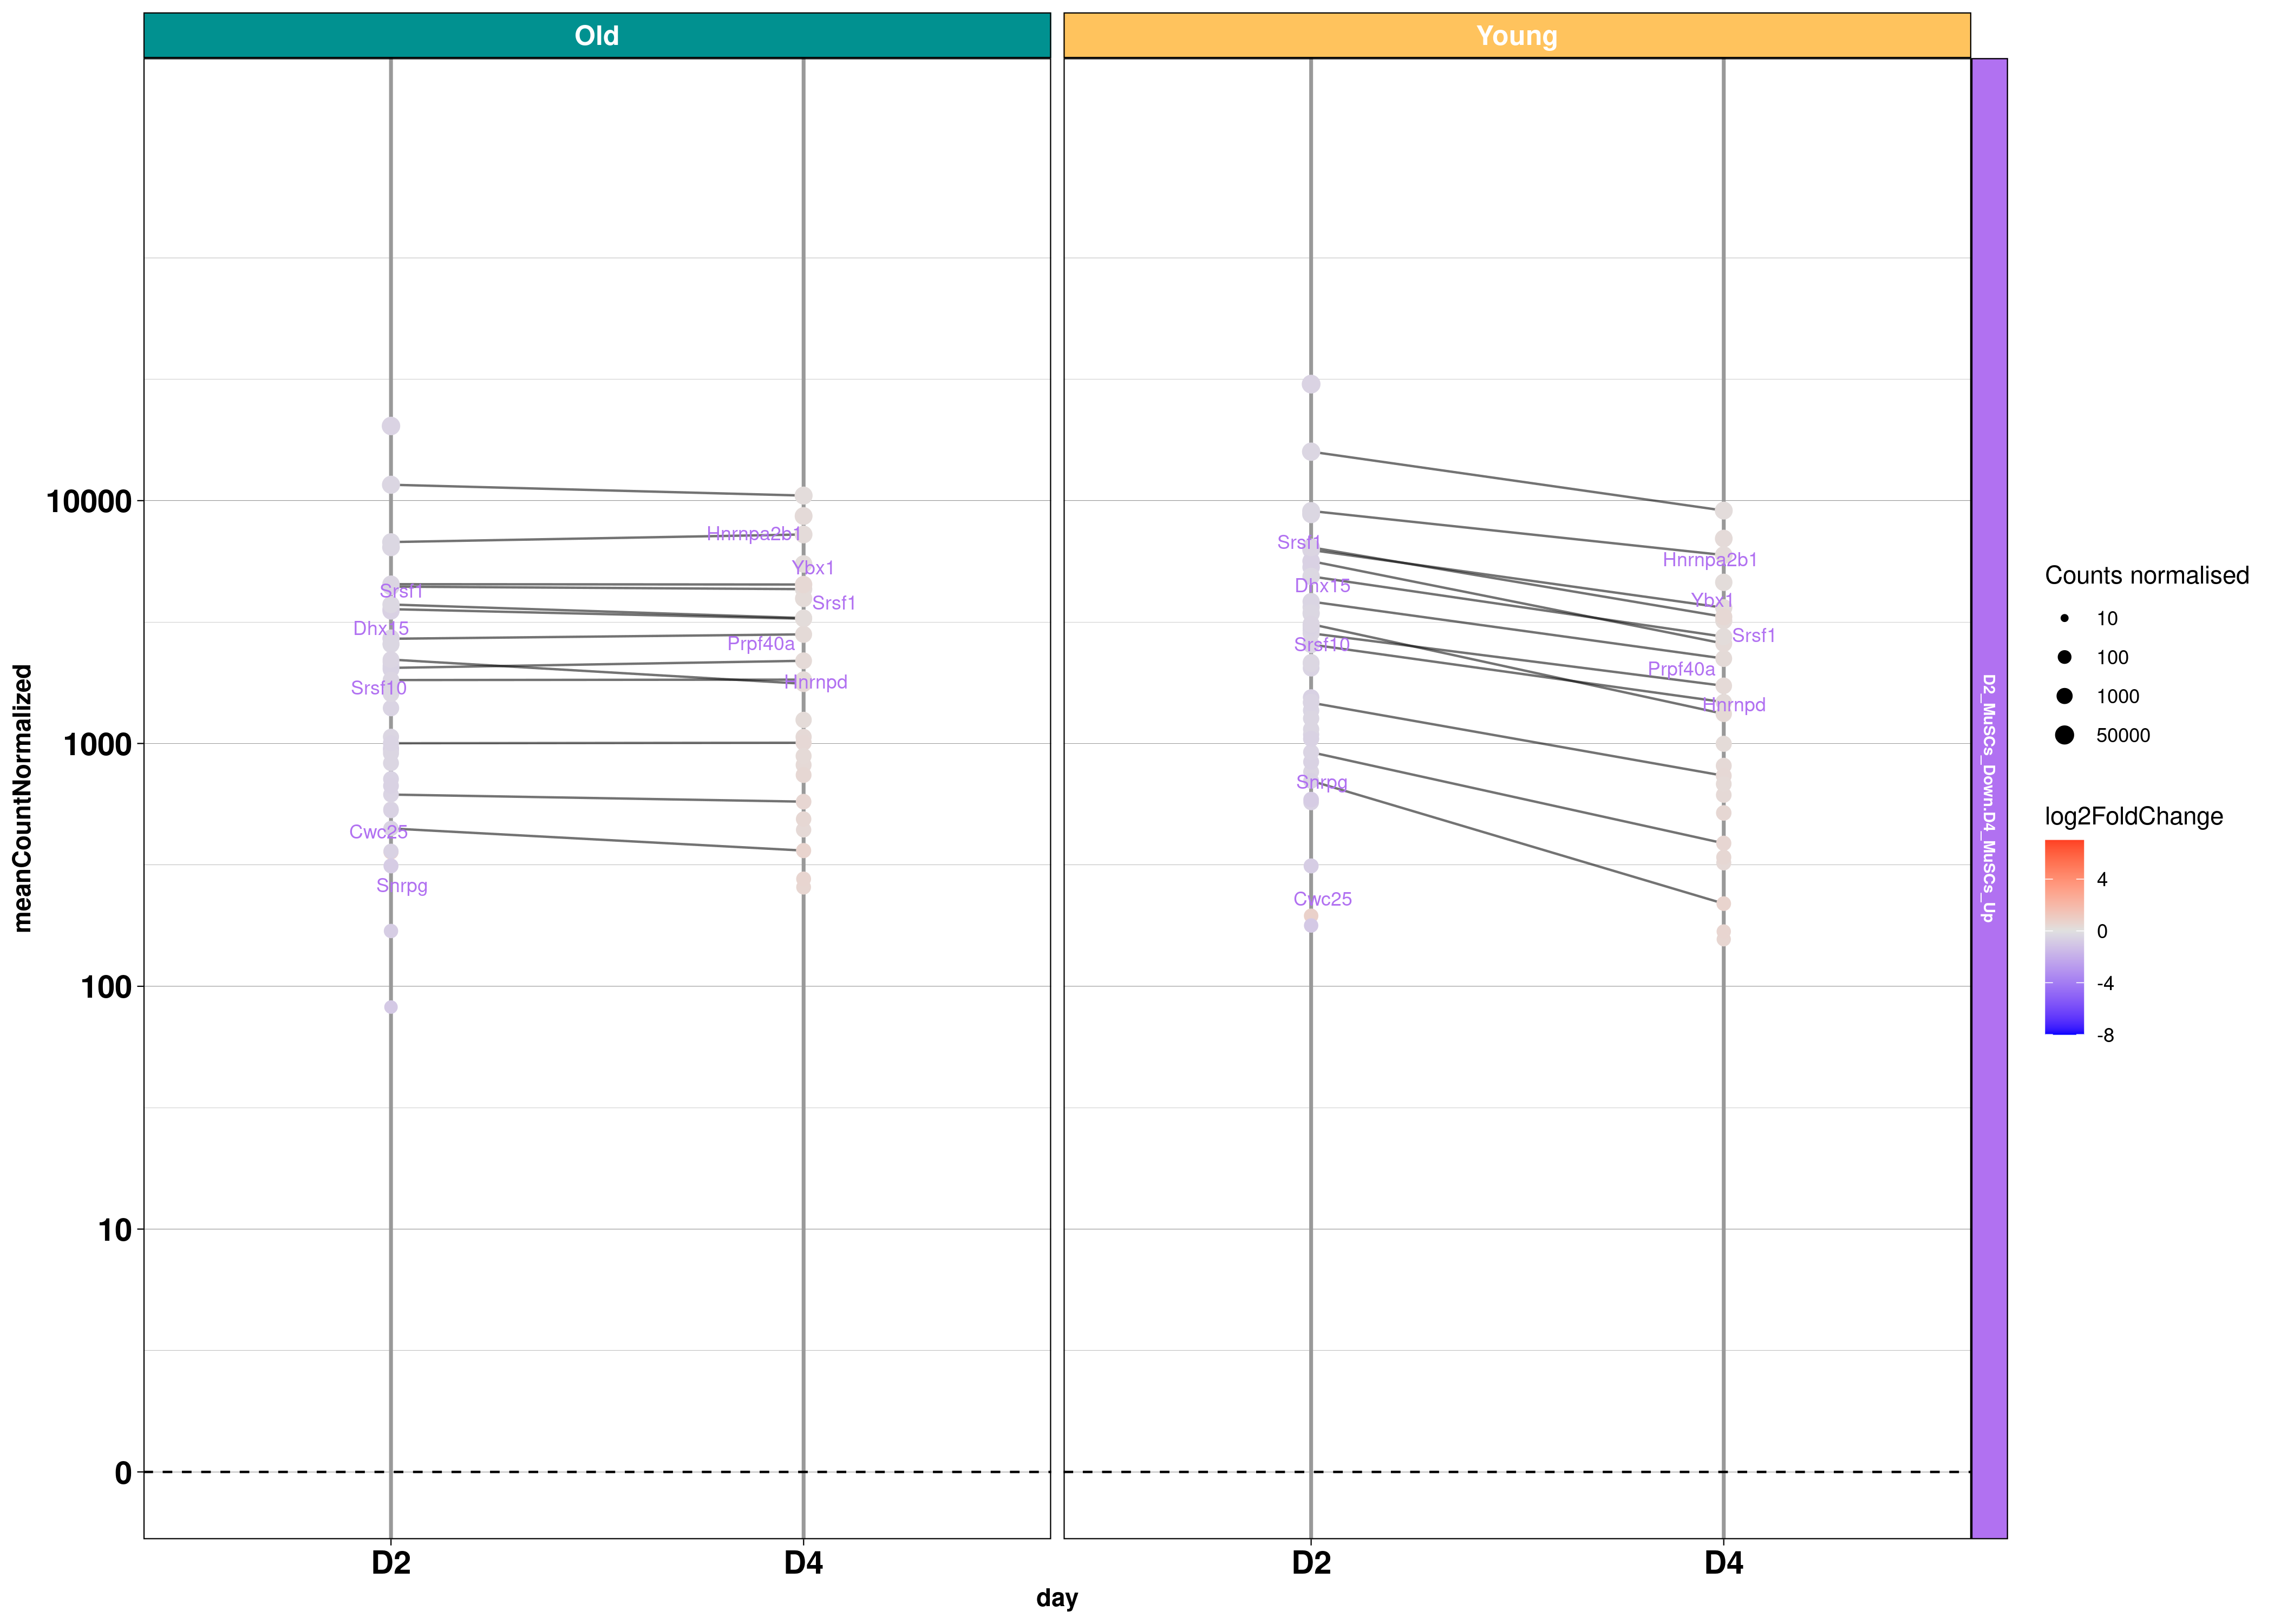 Old
Young
meanCountNormalized
10000
1000
100
10
0
Hnrnpa2b1
Ybx1
Srsf1
Srsf1
Dhx15
Prpf40a
Srsf10
Hnrnpd
Cwc25
Snrpg
Srsf1
Hnrnpa2b1
Dhx15
Ybx1
Srsf1
Srsf10
Prpf40a
Hnrnpd
Snrpg
Cwc25
D2_MuSCs_Down.D4_MuSCs_Up
D2
D4
D2
D4
day
Counts normalised
10
100
1000
50000
log2FoldChange
4
0
-4
-8